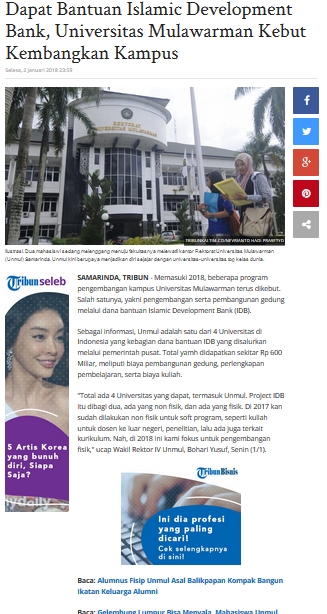 Dapat Bantuan Islamic Development
Bank, Universitas Mulawarman Kebut
Kembangkan Kampus
Selasa, 2 Januari 2018 23:59
REKTORAT
UNIVERSITAS MULAWARMAN
TRIBUNKALTIM.CO/NEVRIANTO HADI PRASETYO
Ilustrasi. Dua mahasiswi sedang melenggang menuju fakultasnya melewati kantor Rektorat Universitas Mulawarman
(Unmul) Samarinda. Unmul kini berupaya menjadikan diri sejajar dengan universitas-universitas top kelas dunia.
Tribun seleb
5 Artis Korea
yang bunuh
diri, Siapa
Saja?
mydaily
SAMARINDA, TRIBUN - Memasuki 2018, beberapa program
pengembangan kampus Universitas Mulawarman terus dikebut.
Salah satunya, yakni pengembangan serta pembangunan gedung
melalui dana bantuan Islamic Development Bank (IDB).
Sebagai informasi, Unmul adalah satu dari 4 Universitas di
Indonesia yang kebagian dana bantuan IDB yang disalurkan
melalui pemerintah pusat. Total yamh didapatkan sekitar Rp 600
Miliar, meliputi biaya pembangunan gedung, perlengkapan
pembelajaran, serta biaya kuliah.
"Total ada 4 Universitas yang dapat, termasuk Unmul. Project IDB
itu dibagi dua, ada yang non fisik, dan ada yang fisik. Di 2017 kan
sudah dilakukan non fisik untuk soft program, seperti kuliah
untuk dosen ke luar negeri, penelitian, lalu ada juga terkait
kurikulum. Nah, di 2018 ini kami fokus untuk pengembangan
fisik," ucap Wakil Rektor IV Unmul, Bohari Yusuf, Senin (1/1).
Tribun Bisnis
Ini dia profesi
yang paling
dicari!
Cek selengkapnya
di sini!
Baca: Alumnus Fisip Unmul Asal Balikpapan Kompak Bangun
Ikatan Keluarga Alumni
Baca: Gelembung Lumpur Bisa Menyala, Mahasiswa Unmul